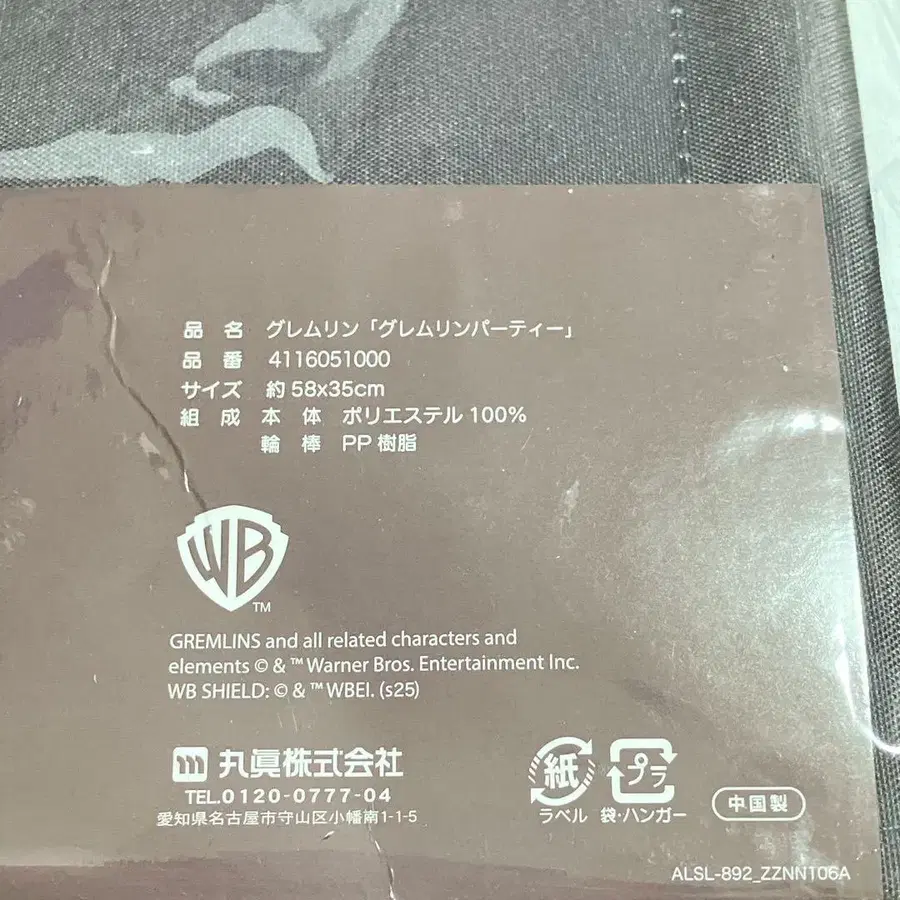 品名 グレムリン「グレムリンパーティー」
品番 4116051000
サイズ 約58x35cm
組成 本体 ポリエステル100%
輪棒 PP樹脂
WB
TM
GREMLINS and all related characters and
elements © & ™ Warner Bros. Entertainment Inc.
WB SHIELD: © & ™ WBEI. (s25)
丸眞株式会社
TEL.0120-0777-04
愛知県名古屋市守山区小幡南1-1-5
紙 プラ
ラベル 袋・ハンガー
中国製
ALSL-892_ZZNN106A